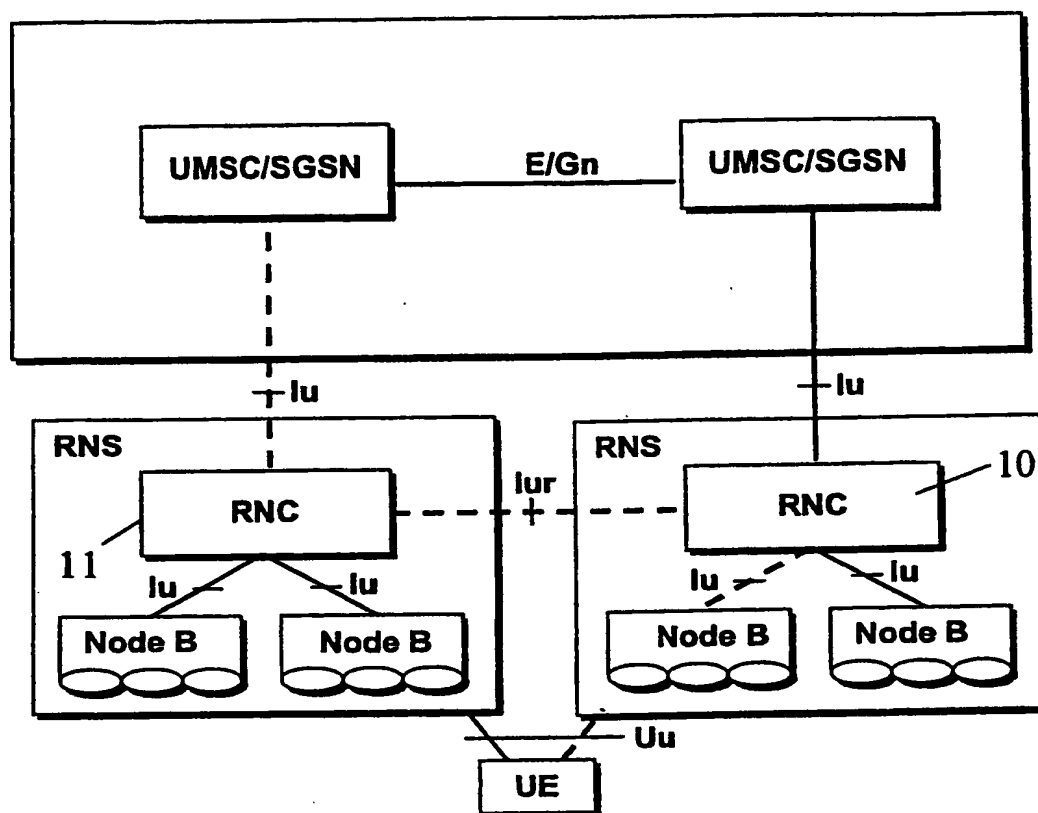 UMSC/SGSN
E/Gn
UMSC/SGSN
Iu
Iu
RNS
RNC
11
Iur
RNS
RNC
10
Iu
Iu
Iu
Iu
Node B
Node B
Node B
Node B
Uu
UE